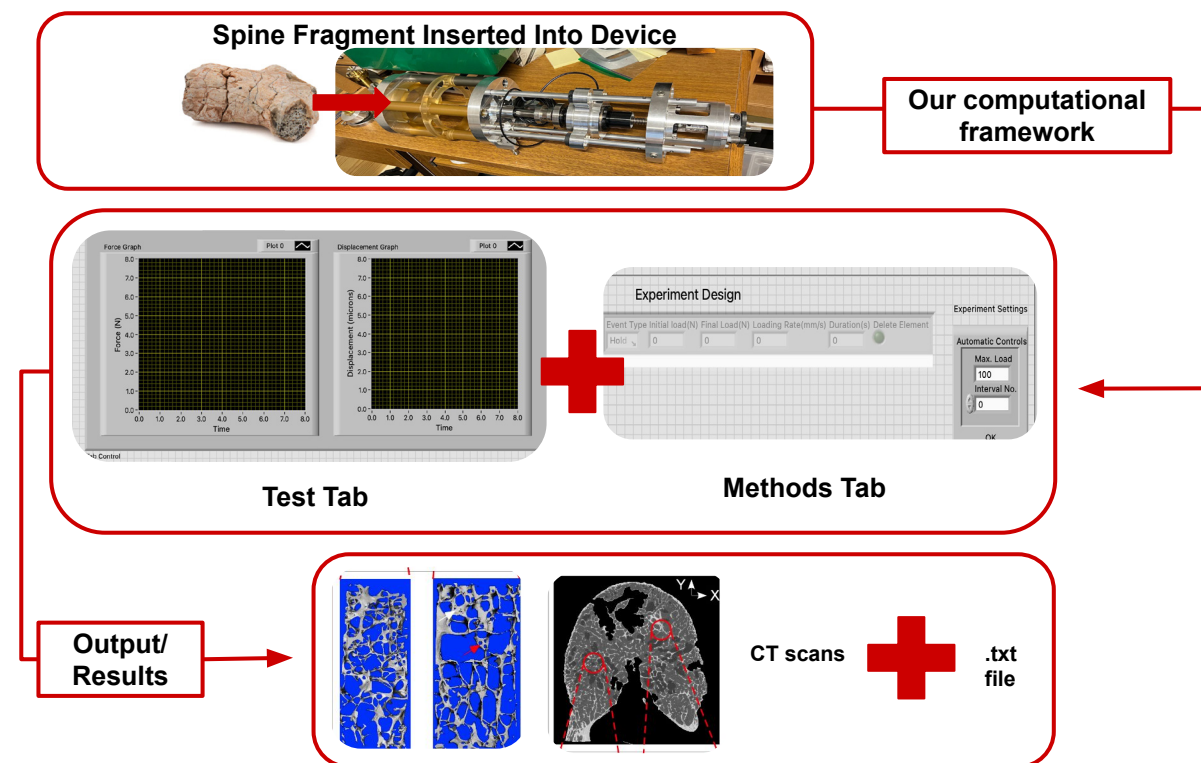 Spine Fragment Inserted Into Device
Our computational
framework
Force Graph
Plot 0
8.0
7.0
6.0
5.0
4.0
3.0
2.0
1.0
0.0
Force (N)
0.0 1.0 2.0 3.0 4.0 5.0 6.0 7.0 8.0
Time
Displacement Graph
Plot 0
8.0
7.0
6.0
5.0
4.0
3.0
2.0
1.0
0.0
Displacement (microns)
0.0 1.0 2.0 3.0 4.0 5.0 6.0 7.0 8.0
Time
Control
Test Tab
Experiment Design
Event Type Initial load(N) Final Load(N) Loading Rate(mm/s) Duration(s) Delete Element
Hold 0 0 0 0
Experiment Settings
Automatic Controls
Max. Load
100
Interval No.
0
OK
Methods Tab
Output/
Results
Y
X
CT scans
.txt
file